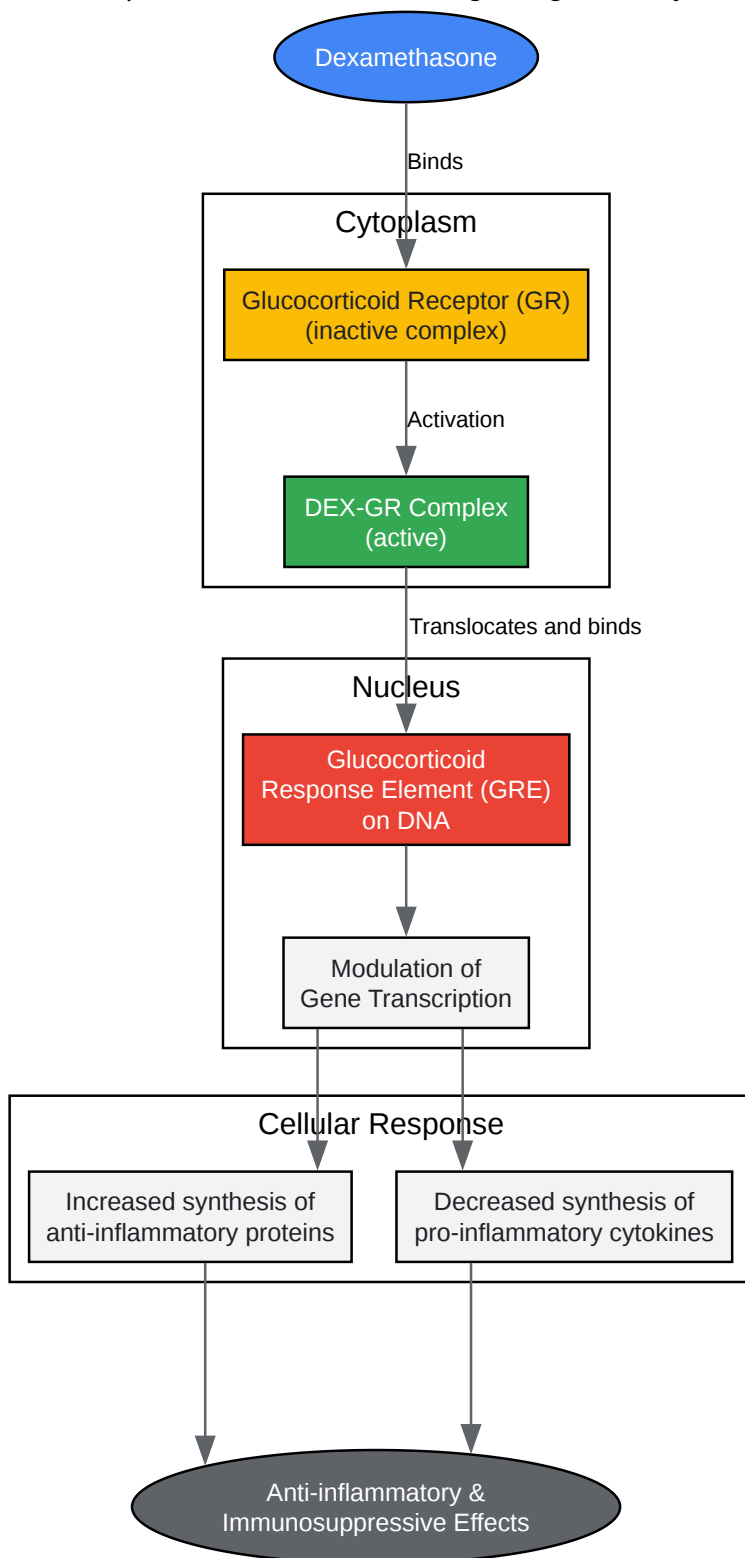 Dexamethasone
Binds
Cytoplasm
Glucocorticoid Receptor (GR)
(inactive complex)
Activation
DEX-GR Complex
(active)
Translocates and binds
Nucleus
Glucocorticoid
Response Element (GRE)
on DNA
Modulation of
Gene Transcription
Cellular Response
Increased synthesis of
anti-inflammatory proteins
Decreased synthesis of
pro-inflammatory cytokines
Anti-inflammatory &
Immunosuppressive Effects